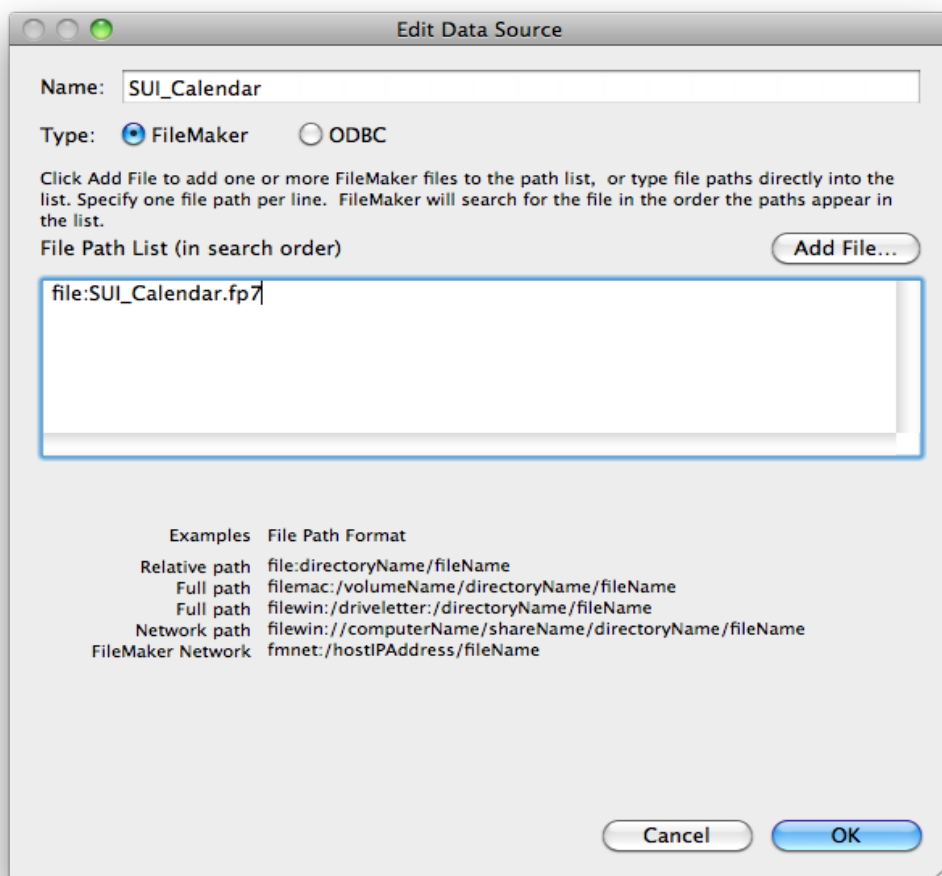 Edit Data Source
Name: SUI_Calendar
Type: FileMaker ODBC
Click Add File to add one or more FileMaker files to the path list, or type file paths directly into the
list. Specify one file path per line. FileMaker will search for the file in the order the paths appear in
the list.
File Path List (in search order) Add File...
file:SUI_Calendar.fp7
Examples File Path Format
Relative path file:directoryName/fileName
Full path filemac:/volumeName/directoryName/fileName
Full path filewin:/driveletter:/directoryName/fileName
Network path filewin://computerName/shareName/directoryName/fileName
FileMaker Network fmnet:/hostIPAddress/fileName
Cancel OK